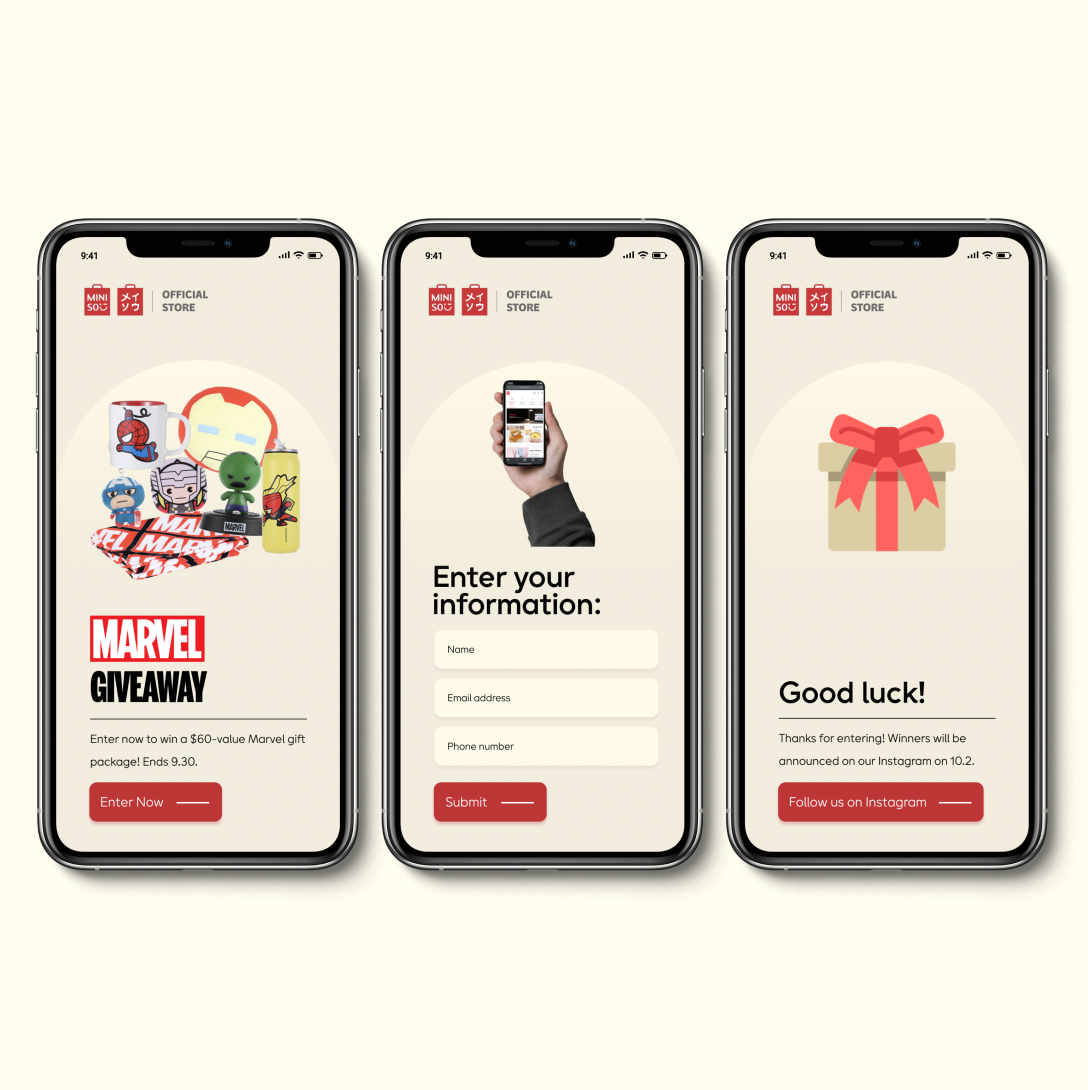 9:41
MINI
SO
メイ
ソウ
OFFICIAL
STORE
MARVEL
MAR
VEL
MARV
MARVEL
GIVEAWAY
Enter now to win a $60-value Marvel gift
package! Ends 9.30.
Enter Now
9:41
MINI
SO
メイ
ソウ
OFFICIAL
STORE
Enter your
information:
Name
Email address
Phone number
Submit
9:41
MINI
SO
メイ
ソウ
OFFICIAL
STORE
Good luck!
Thanks for entering! Winners will be
announced on our Instagram on 10.2.
Follow us on Instagram